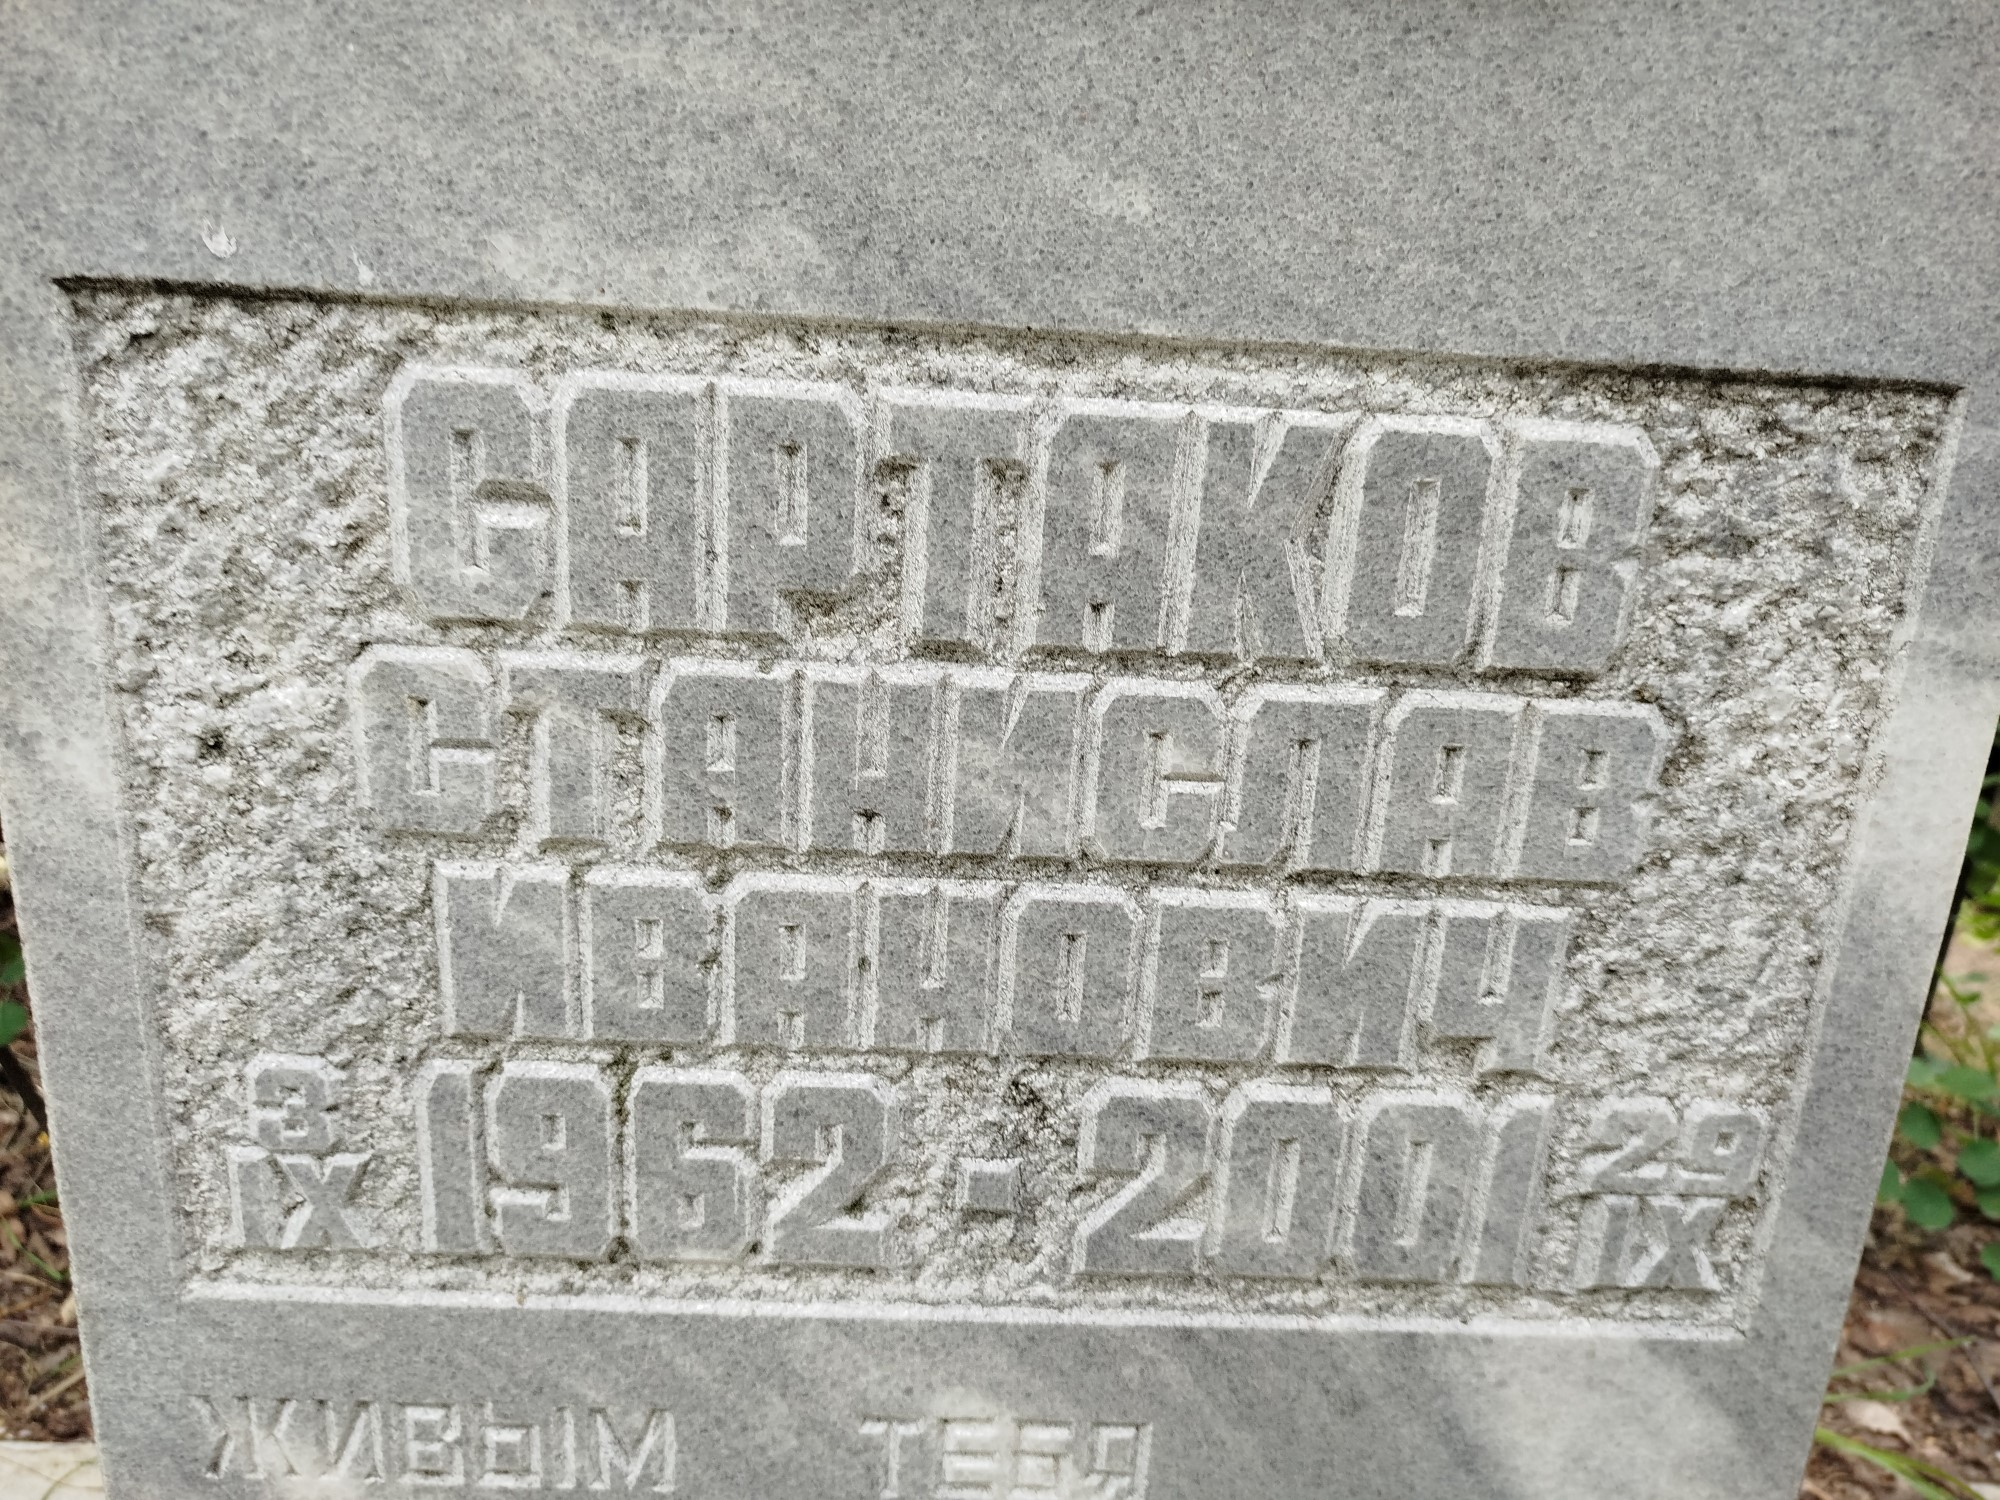 САРТАКОВ
СТАНИСЛАВ
ИВАНОВИЧ
3 IX 1962-2001 29 IX
ЖИВЫМ ТЕБЯ